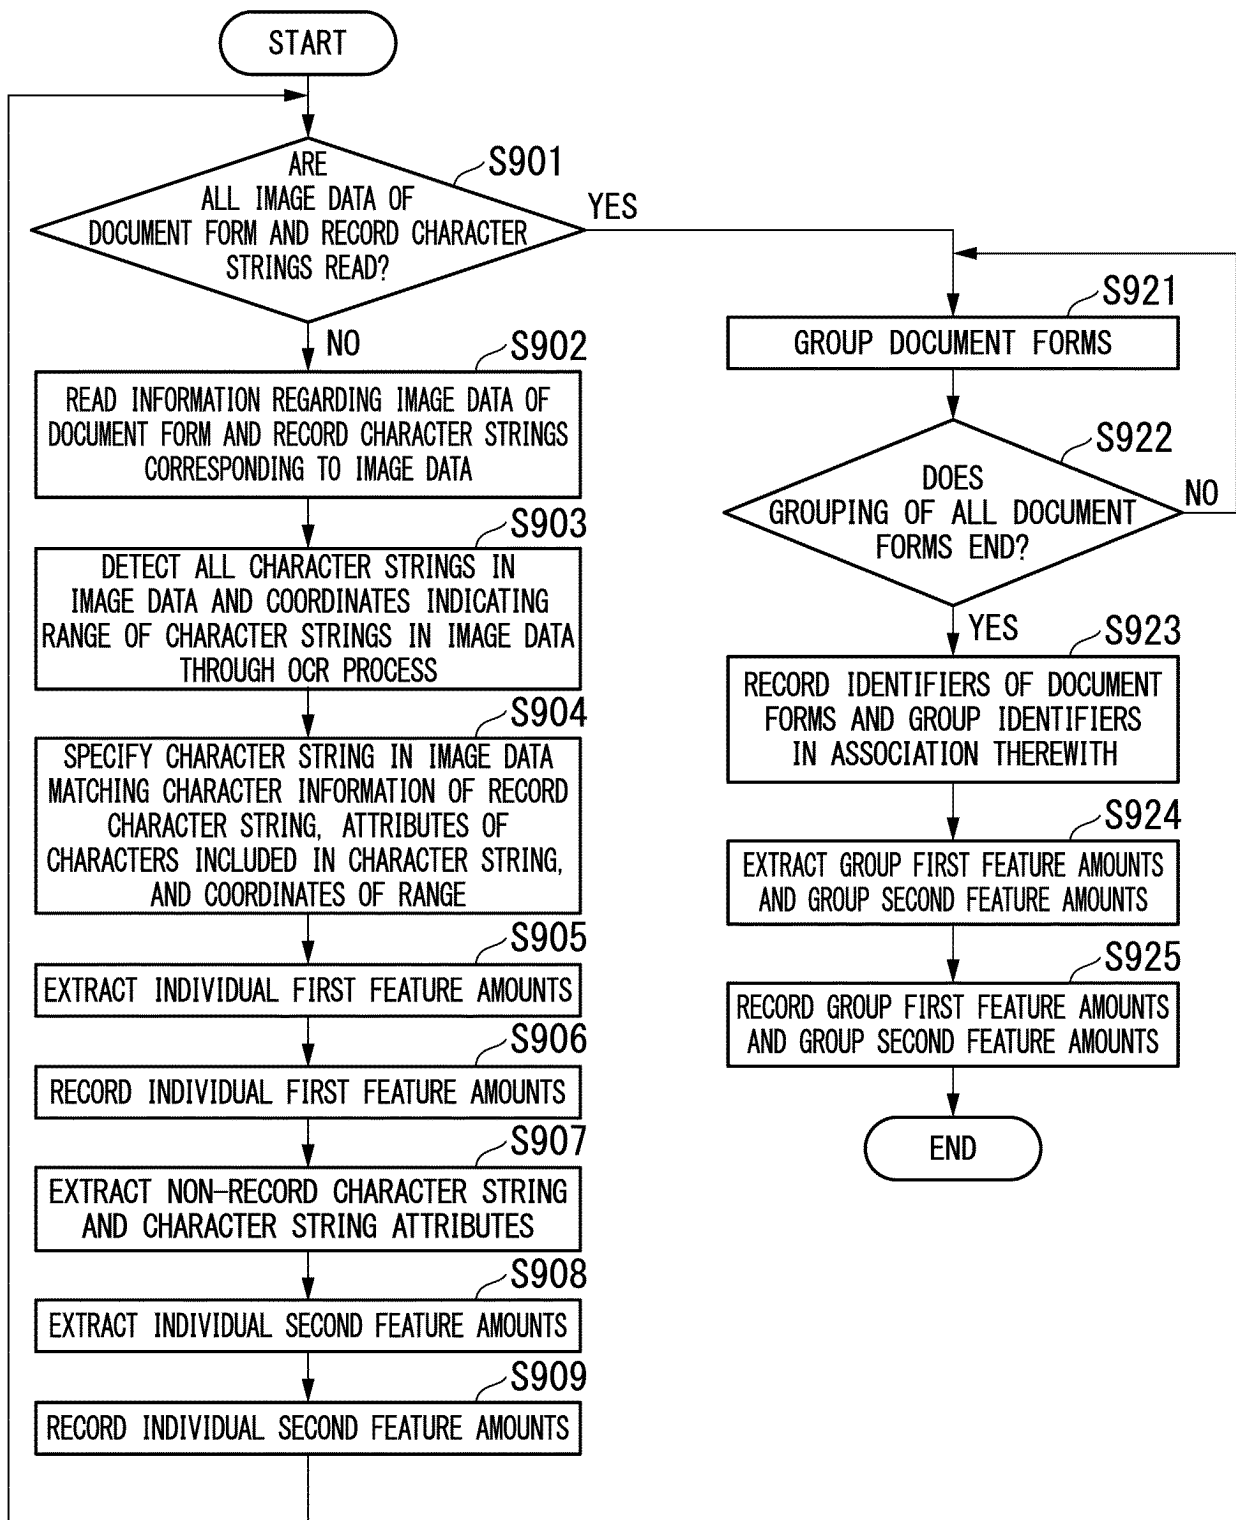 START
S901
ARE
ALL IMAGE DATA OF
DOCUMENT FORM AND RECORD CHARACTER
STRINGS READ?
YES
NO
S902
READ INFORMATION REGARDING IMAGE DATA OF
DOCUMENT FORM AND RECORD CHARACTER STRINGS
CORRESPONDING TO IMAGE DATA
S903
DETECT ALL CHARACTER STRINGS IN
IMAGE DATA AND COORDINATES INDICATING
RANGE OF CHARACTER STRINGS IN IMAGE DATA
THROUGH OCR PROCESS
S904
SPECIFY CHARACTER STRING IN IMAGE DATA
MATCHING CHARACTER INFORMATION OF RECORD
CHARACTER STRING, ATTRIBUTES OF
CHARACTERS INCLUDED IN CHARACTER STRING,
AND COORDINATES OF RANGE
S905
EXTRACT INDIVIDUAL FIRST FEATURE AMOUNTS
S906
RECORD INDIVIDUAL FIRST FEATURE AMOUNTS
S907
EXTRACT NON-RECORD CHARACTER STRING
AND CHARACTER STRING ATTRIBUTES
S908
EXTRACT INDIVIDUAL SECOND FEATURE AMOUNTS
S909
RECORD INDIVIDUAL SECOND FEATURE AMOUNTS
S921
GROUP DOCUMENT FORMS
S922
DOES
GROUPING OF ALL DOCUMENT
FORMS END?
NO
YES
S923
RECORD IDENTIFIERS OF DOCUMENT
FORMS AND GROUP IDENTIFIERS
IN ASSOCIATION THEREWITH
S924
EXTRACT GROUP FIRST FEATURE AMOUNTS
AND GROUP SECOND FEATURE AMOUNTS
S925
RECORD GROUP FIRST FEATURE AMOUNTS
AND GROUP SECOND FEATURE AMOUNTS
END